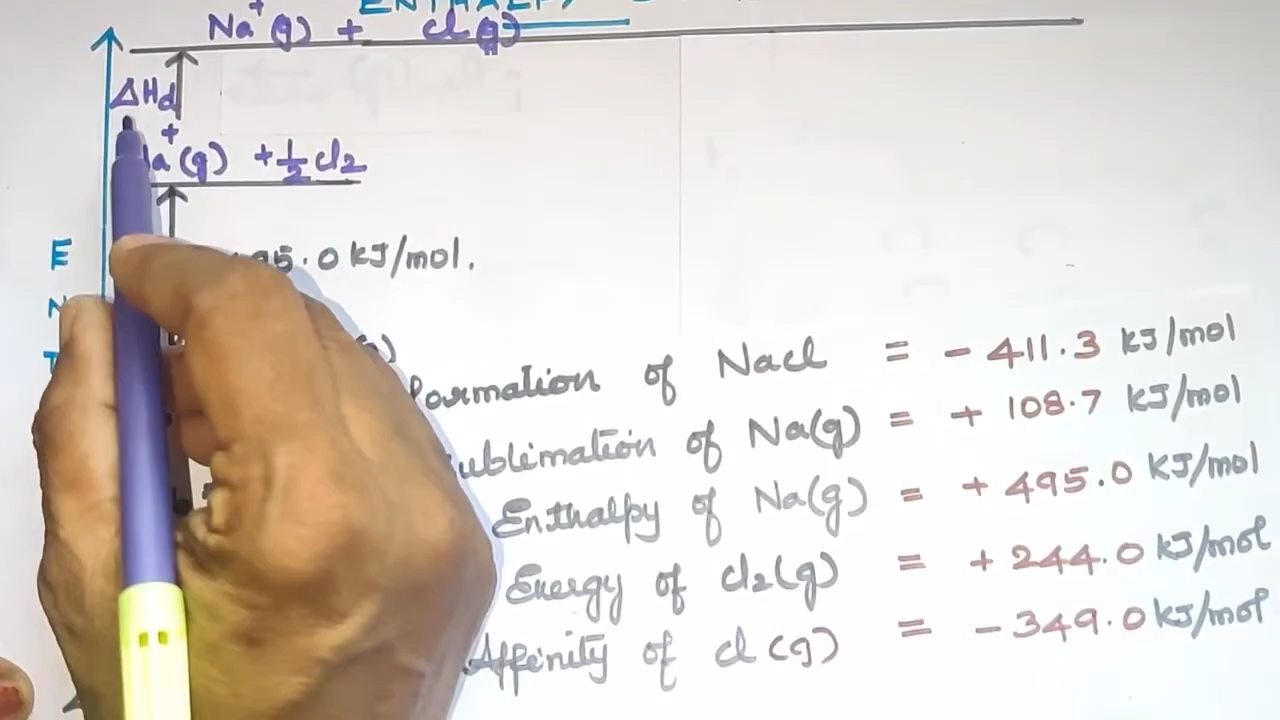 Na⁺(g) + Cl(g)
ΔHd
⁺(g) + ½ Cl₂
95.0 KJ/mol.
E
N
T
formation of NaCl = - 411.3 KJ/mol
ublimation of Na(g) = + 108.7 KJ/mol
Enthalpy of Na(g) = + 495.0 KJ/mol
Energy of Cl₂(g) = + 244.0 KJ/mol
Affinity of Cl (g) = - 349.0 KJ/mol